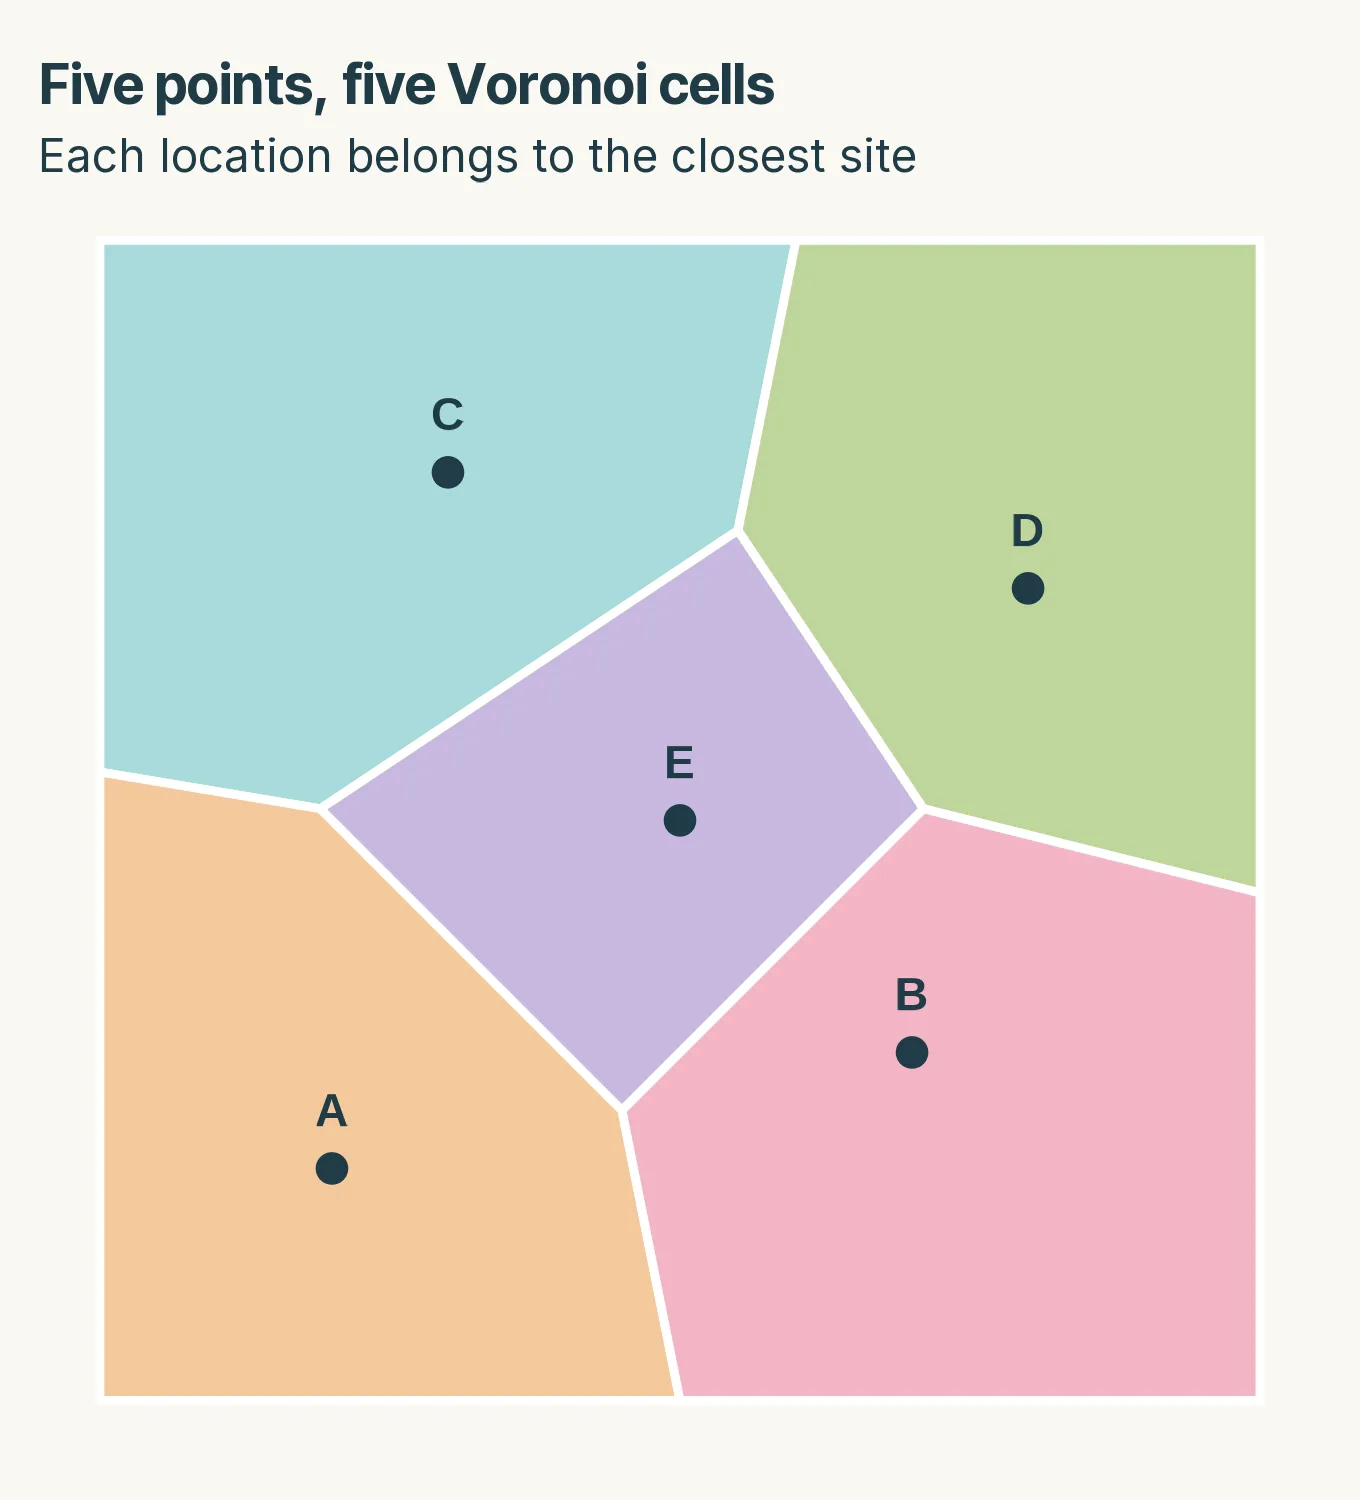 Five points, five Voronoi cells
Each location belongs to the closest site
C
D
E
B
A